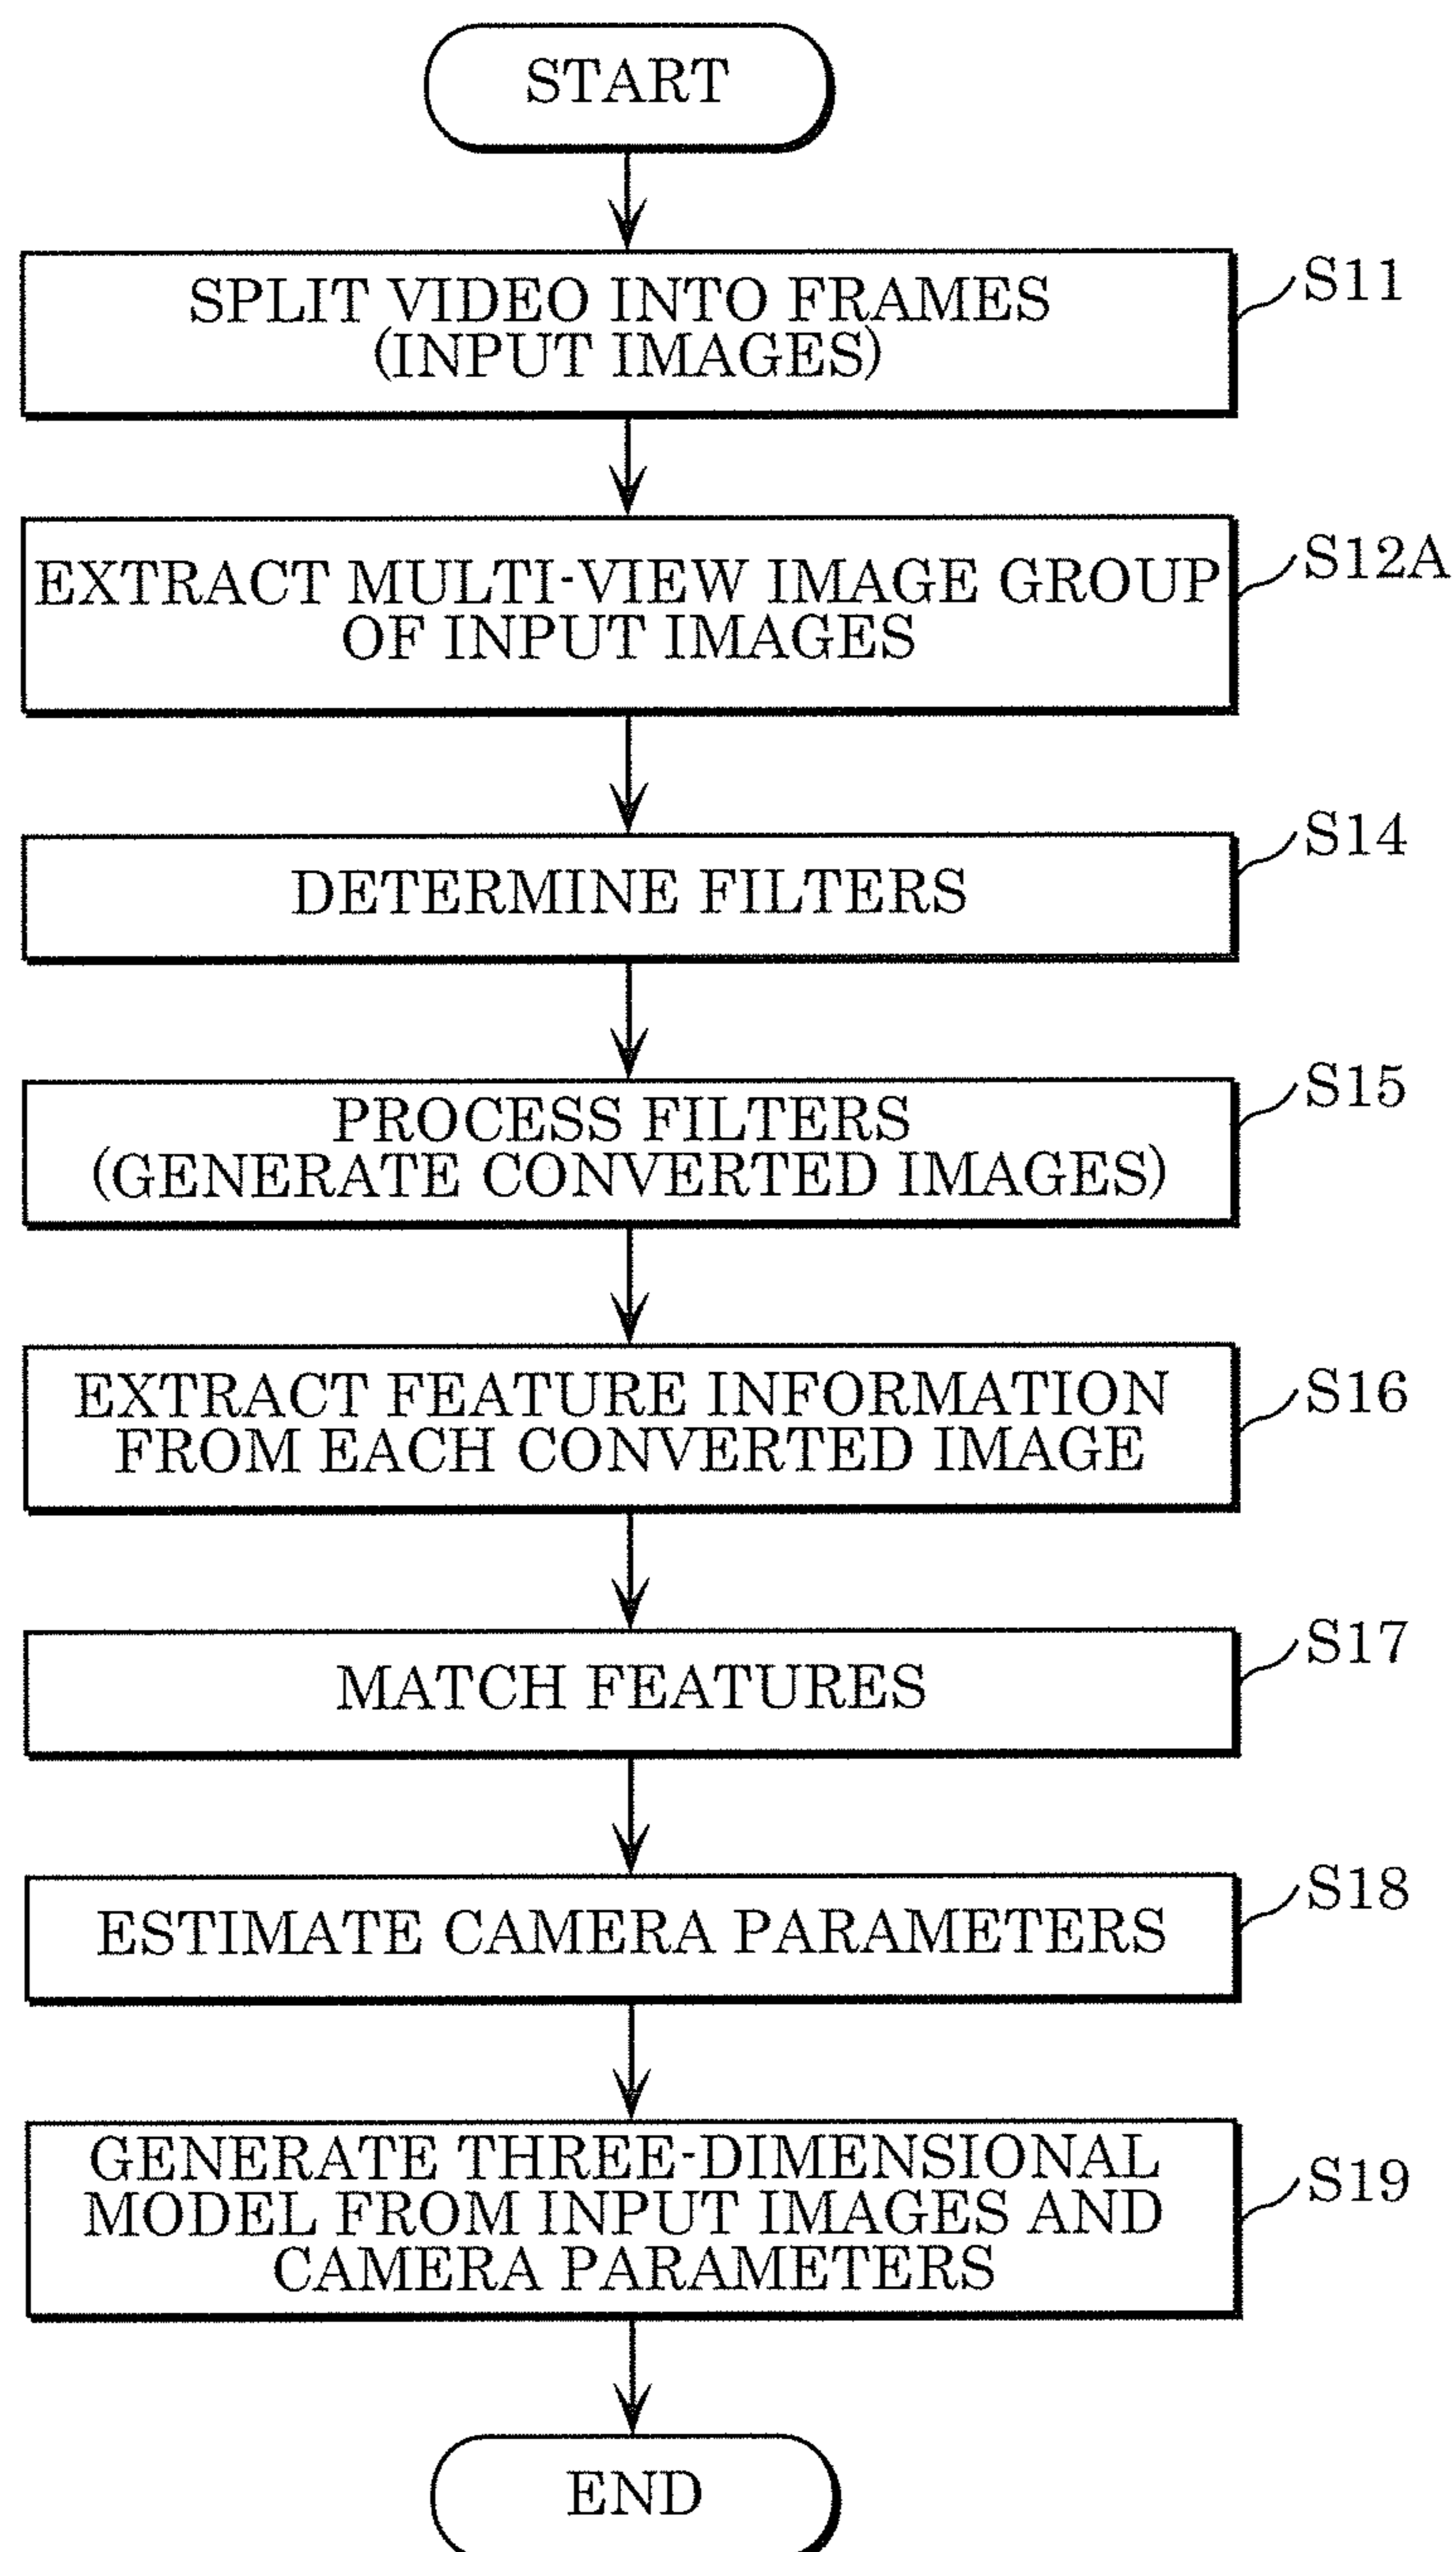 START
SPLIT VIDEO INTO FRAMES
(INPUT IMAGES)
S11
EXTRACT MULTI-VIEW IMAGE GROUP
OF INPUT IMAGES
S12A
DETERMINE FILTERS
S14
PROCESS FILTERS
(GENERATE CONVERTED IMAGES)
S15
EXTRACT FEATURE INFORMATION
FROM EACH CONVERTED IMAGE
S16
MATCH FEATURES
S17
ESTIMATE CAMERA PARAMETERS
S18
GENERATE THREE-DIMENSIONAL
MODEL FROM INPUT IMAGES AND
CAMERA PARAMETERS
S19
END